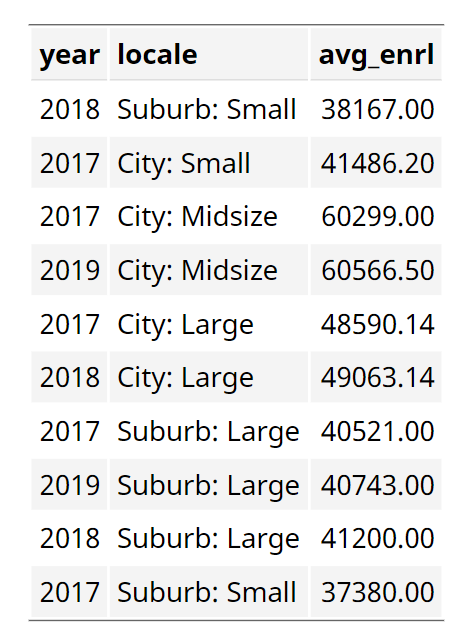 year locale avg_enrl
2018 Suburb: Small 38167.00
2017 City: Small 41486.20
2017 City: Midsize 60299.00
2019 City: Midsize 60566.50
2017 City: Large 48590.14
2018 City: Large 49063.14
2017 Suburb: Large 40521.00
2019 Suburb: Large 40743.00
2018 Suburb: Large 41200.00
2017 Suburb: Small 37380.00